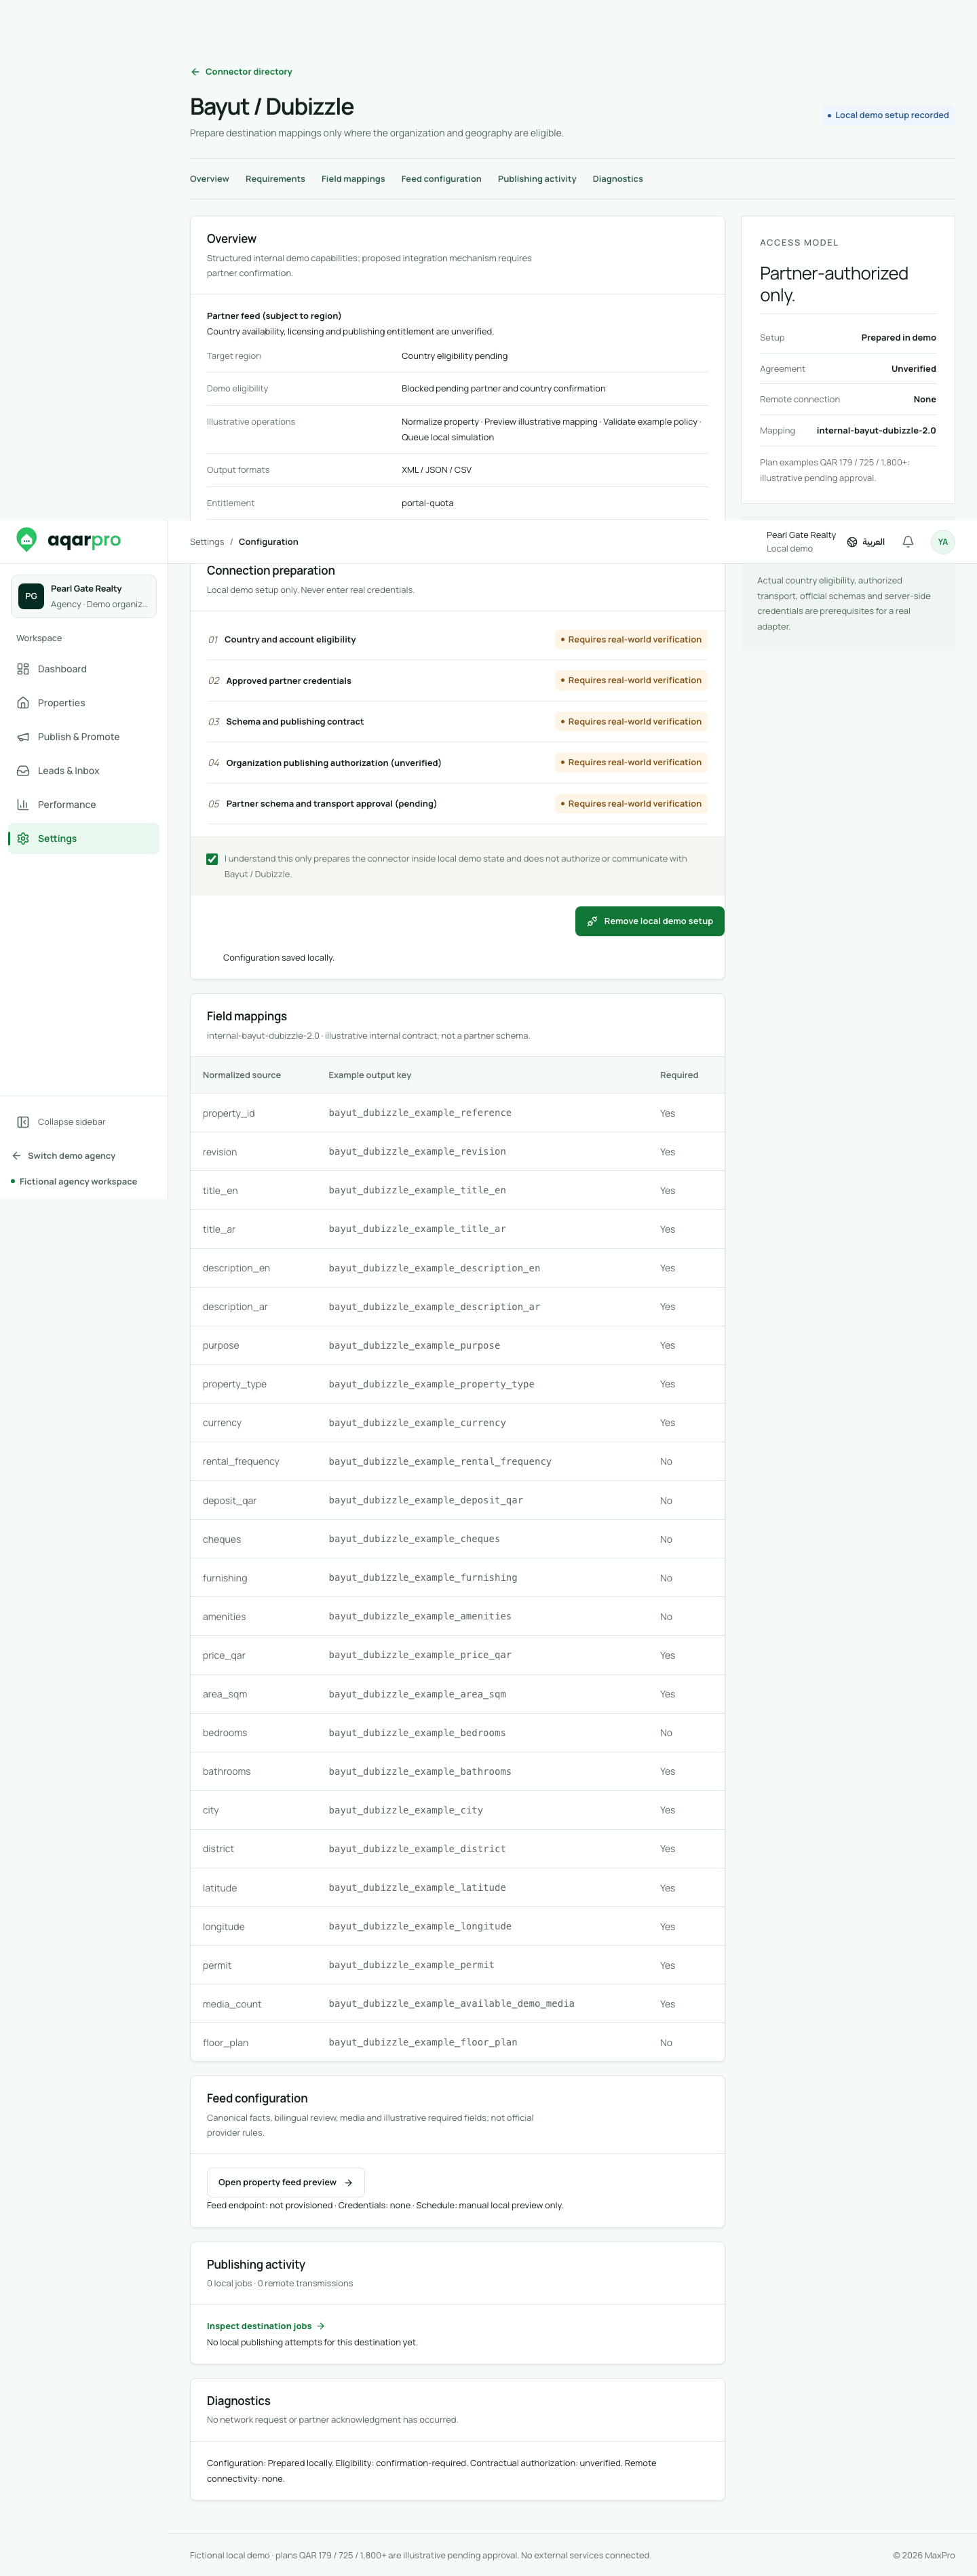 Connector directory
Bayut / Dubizzle
Local demo setup recorded
Prepare destination mappings only where the organization and geography are eligible.
Overview Requirements Field mappings Feed configuration Publishing activity Diagnostics
Overview
Structured internal demo capabilities; proposed integration mechanism requires
partner confirmation.
Partner feed (subject to region)
Country availability, licensing and publishing entitlement are unverified.
Target region Country eligibility pending
Demo eligibility Blocked pending partner and country confirmation
Illustrative operations Normalize property · Preview illustrative mapping · Validate example policy ·
Queue local simulation
Output formats XML / JSON / CSV
Entitlement portal-quota
ACCESS MODEL
Partner-authorized
only.
Setup Prepared in demo
Agreement Unverified
Remote connection None
Mapping internal-bayut-dubizzle-2.0
Plan examples QAR 179 / 725 / 1,800+:
illustrative pending approval.
aqarpro
Settings / Configuration
Pearl Gate Realty
Local demo
العربية
YA
PG
Pearl Gate Realty
Agency · Demo organiz...
Workspace
Dashboard
Properties
Publish & Promote
Leads & Inbox
Performance
Settings
Collapse sidebar
Switch demo agency
Fictional agency workspace
Connection preparation
Local demo setup only. Never enter real credentials.
01 Country and account eligibility Requires real-world verification
02 Approved partner credentials Requires real-world verification
03 Schema and publishing contract Requires real-world verification
04 Organization publishing authorization (unverified) Requires real-world verification
05 Partner schema and transport approval (pending) Requires real-world verification
I understand this only prepares the connector inside local demo state and does not authorize or communicate with
Bayut / Dubizzle.
Remove local demo setup
Configuration saved locally.
Actual country eligibility, authorized
transport, official schemas and server-side
credentials are prerequisites for a real
adapter.
Field mappings
internal-bayut-dubizzle-2.0 · illustrative internal contract, not a partner schema.
Normalized source Example output key Required
property_id bayut_dubizzle_example_reference Yes
revision bayut_dubizzle_example_revision Yes
title_en bayut_dubizzle_example_title_en Yes
title_ar bayut_dubizzle_example_title_ar Yes
description_en bayut_dubizzle_example_description_en Yes
description_ar bayut_dubizzle_example_description_ar Yes
purpose bayut_dubizzle_example_purpose Yes
property_type bayut_dubizzle_example_property_type Yes
currency bayut_dubizzle_example_currency Yes
rental_frequency bayut_dubizzle_example_rental_frequency No
deposit_qar bayut_dubizzle_example_deposit_qar No
cheques bayut_dubizzle_example_cheques No
furnishing bayut_dubizzle_example_furnishing No
amenities bayut_dubizzle_example_amenities No
price_qar bayut_dubizzle_example_price_qar Yes
area_sqm bayut_dubizzle_example_area_sqm Yes
bedrooms bayut_dubizzle_example_bedrooms No
bathrooms bayut_dubizzle_example_bathrooms Yes
city bayut_dubizzle_example_city Yes
district bayut_dubizzle_example_district Yes
latitude bayut_dubizzle_example_latitude Yes
longitude bayut_dubizzle_example_longitude Yes
permit bayut_dubizzle_example_permit Yes
media_count bayut_dubizzle_example_available_demo_media Yes
floor_plan bayut_dubizzle_example_floor_plan No
Feed configuration
Canonical facts, bilingual review, media and illustrative required fields; not official
provider rules.
Open property feed preview
Feed endpoint: not provisioned · Credentials: none · Schedule: manual local preview only.
Publishing activity
0 local jobs · 0 remote transmissions
Inspect destination jobs
No local publishing attempts for this destination yet.
Diagnostics
No network request or partner acknowledgment has occurred.
Configuration: Prepared locally. Eligibility: confirmation-required. Contractual authorization: unverified. Remote
connectivity: none.
Fictional local demo · plans QAR 179 / 725 / 1,800+ are illustrative pending approval. No external services connected.
© 2026 MaxPro